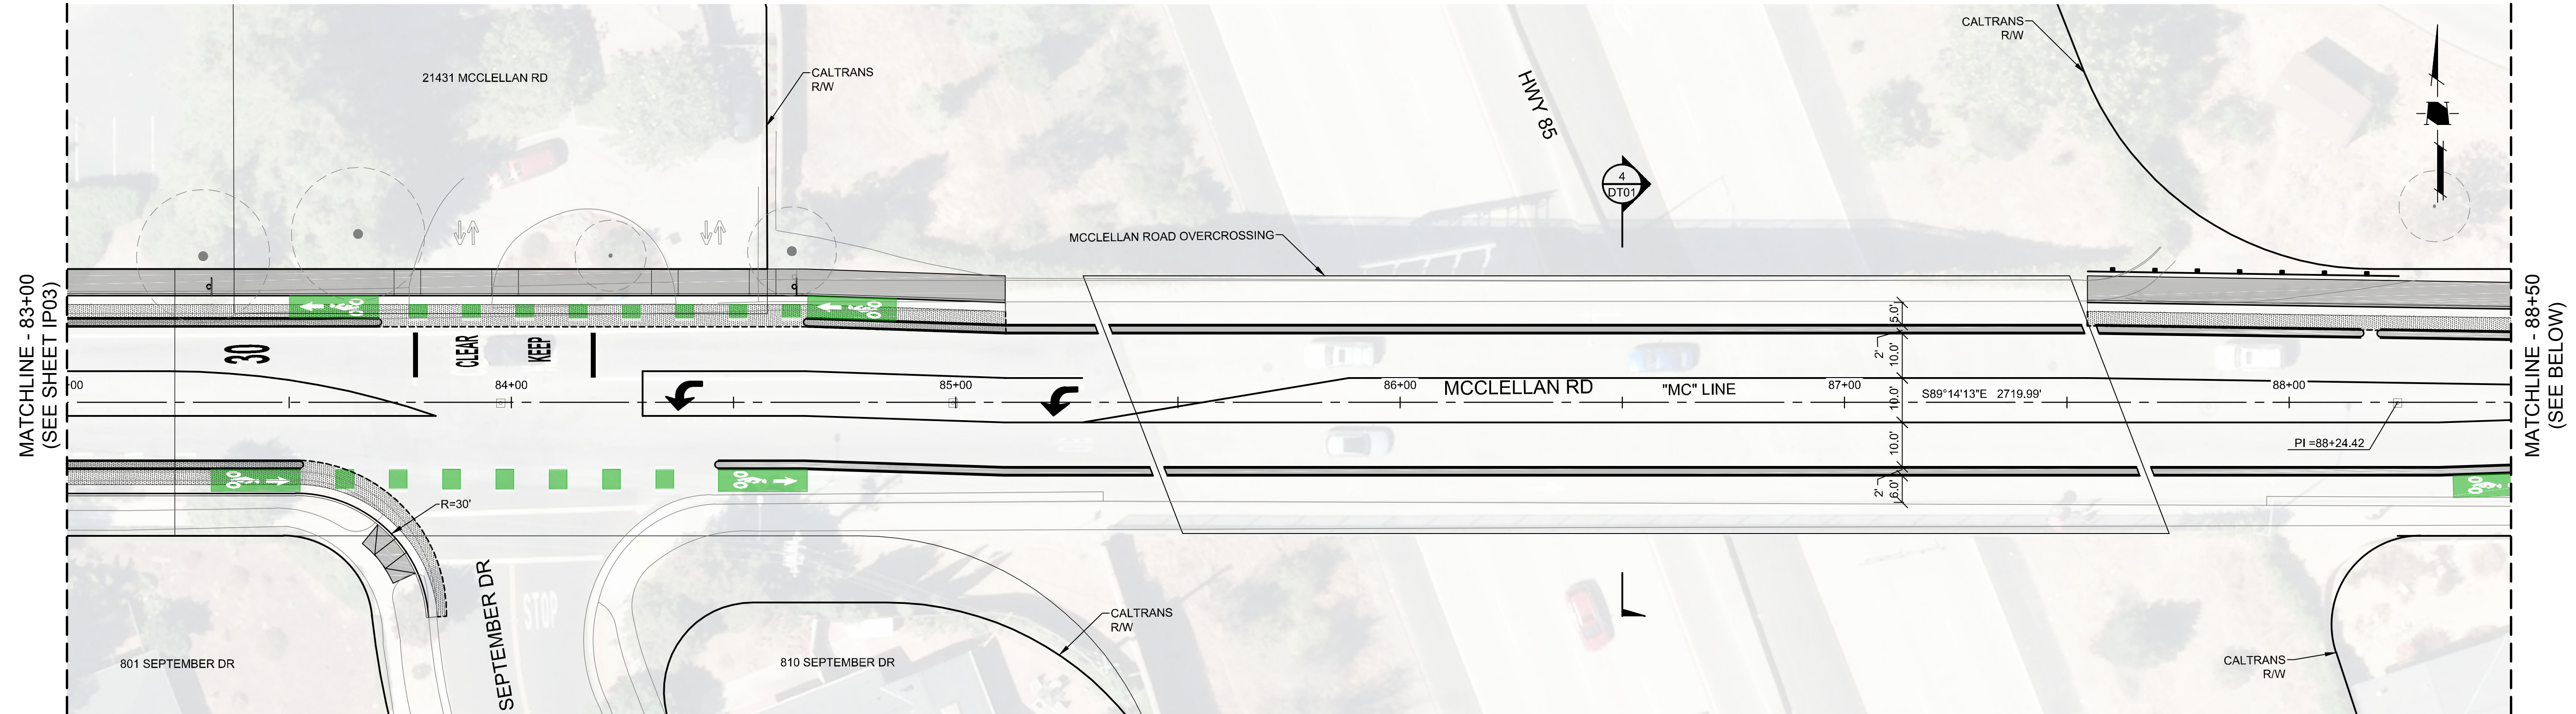 MATCHLINE - 83+00
(SEE SHEET IP03)
21431 MCCLELLAN RD
CALTRANS
R/W
HWY 85
4
DT01
CALTRANS
R/W
MCCLELLAN ROAD OVERCROSSING
30
CLEAR
KEEP
+00
84+00
85+00
86+00
MCCLELLAN RD
"MC" LINE
87+00
S89°14'13"E 2719.99'
88+00
PI =88+24.42
5.0'
2'
10.0'
10.0'
10.0'
2'
6.0'
R=30'
SEPTEMBER DR
STOP
801 SEPTEMBER DR
810 SEPTEMBER DR
CALTRANS
R/W
CALTRANS
R/W
MATCHLINE - 88+50
(SEE BELOW)